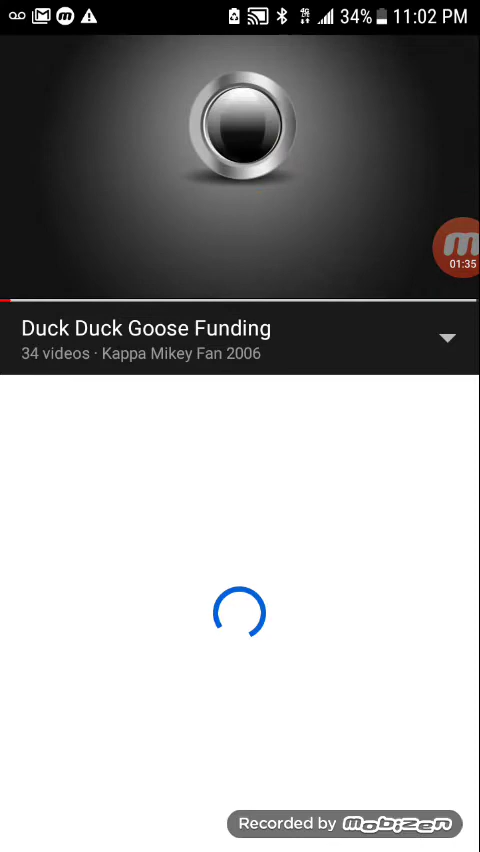 34% 11:02 PM
01:35
Duck Duck Goose Funding
34 videos · Kappa Mikey Fan 2006
Recorded by mobizen